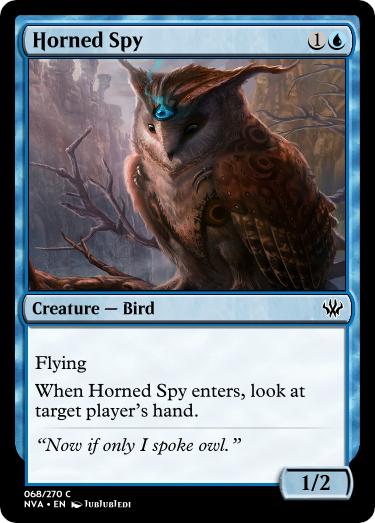 Horned Spy 1
Creature — Bird
Flying
When Horned Spy enters, look at
target player's hand.
"Now if only I spoke owl."
1/2
068/270 C
NVA • EN JubJubJedi